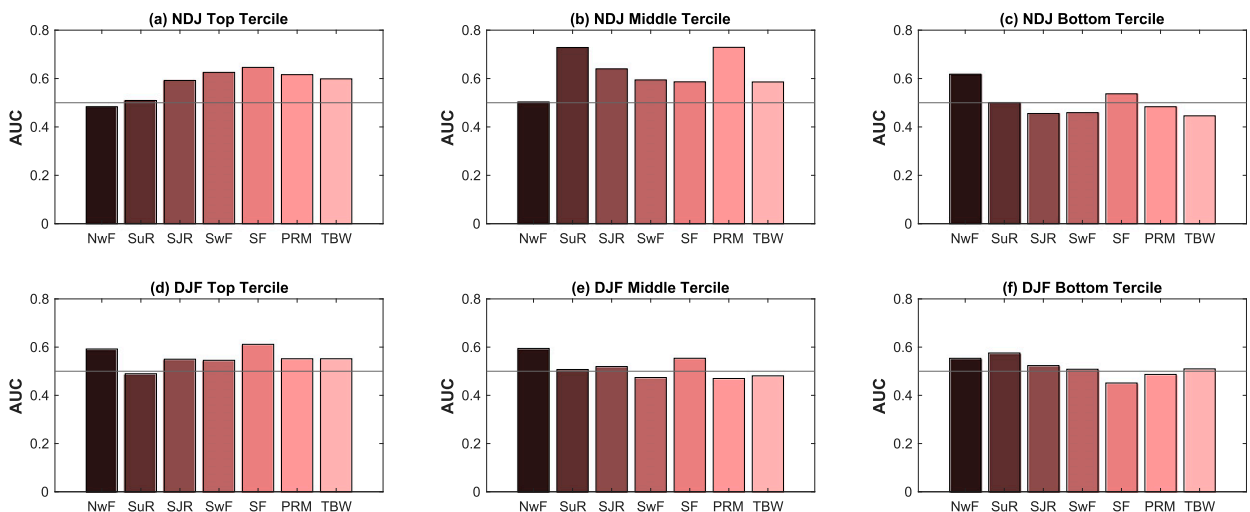 (a) NDJ Top Tercile
(b) NDJ Middle Tercile
(c) NDJ Bottom Tercile
0.8
0.6
0.4
0.2
0
AUC
NwF SuR SJR SwF SF PRM TBW
0.8
0.6
0.4
0.2
0
AUC
NwF SuR SJR SwF SF PRM TBW
0.8
0.6
0.4
0.2
0
AUC
NwF SuR SJR SwF SF PRM TBW
(d) DJF Top Tercile
(e) DJF Middle Tercile
(f) DJF Bottom Tercile
0.8
0.6
0.4
0.2
0
AUC
NwF SuR SJR SwF SF PRM TBW
0.8
0.6
0.4
0.2
0
AUC
NwF SuR SJR SwF SF PRM TBW
0.8
0.6
0.4
0.2
0
AUC
NwF SuR SJR SwF SF PRM TBW